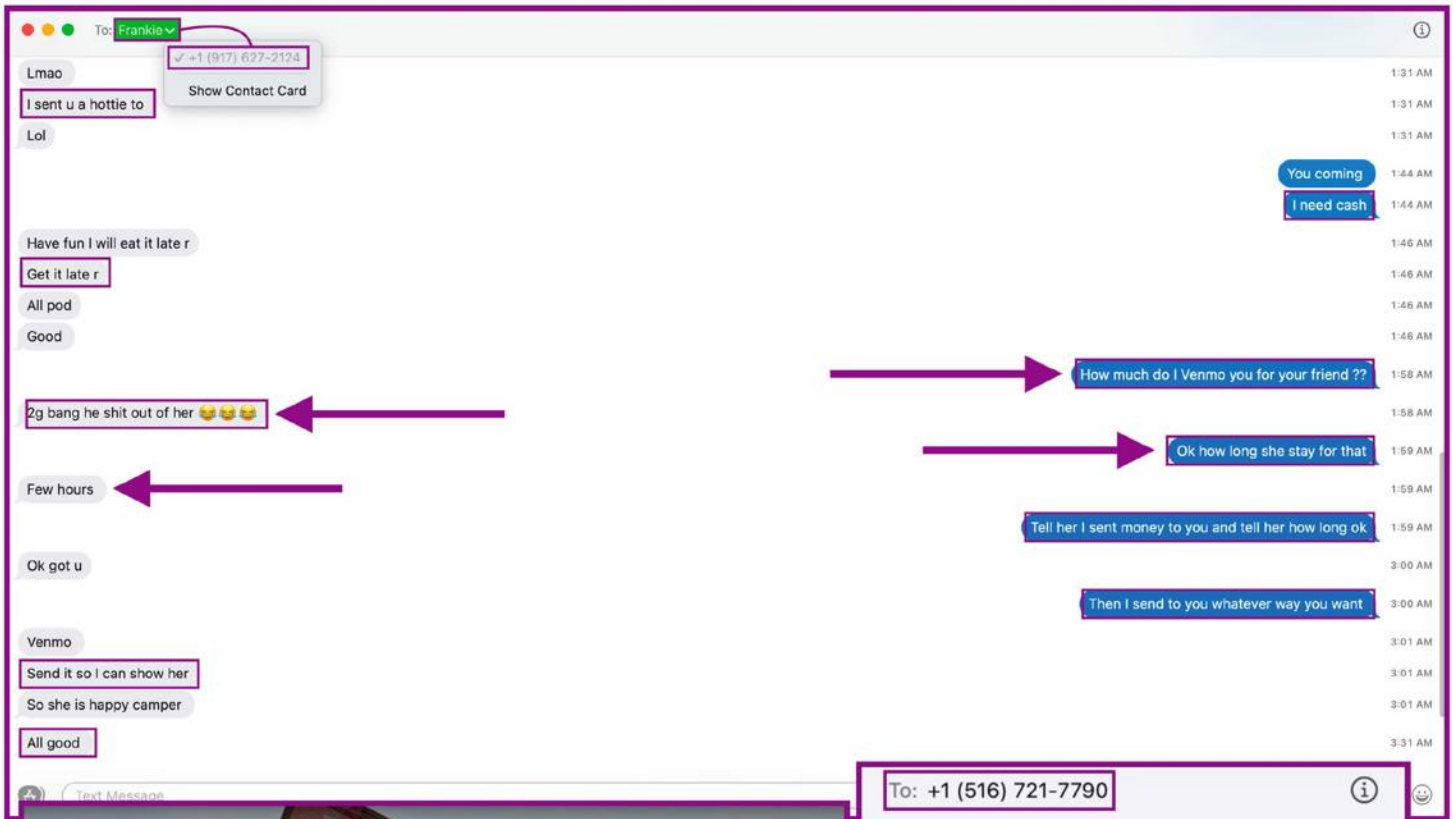 To: Frankie
+1 (917) 627-2124
Show Contact Card
Lmao
1:31 AM
I sent u a hottie to
1:31 AM
Lol
1:31 AM
You coming
1:44 AM
I need cash
1:44 AM
Have fun I will eat it late r
1:46 AM
Get it late r
1:46 AM
All pod
1:46 AM
Good
1:46 AM
How much do I Venmo you for your friend ??
1:58 AM
2g bang he shit out of her 😂😂😂
1:58 AM
Ok how long she stay for that
1:59 AM
Few hours
1:59 AM
Tell her I sent money to you and tell her how long ok
1:59 AM
Ok got u
3:00 AM
Then I send to you whatever way you want
3:00 AM
Venmo
3:01 AM
Send it so I can show her
3:01 AM
So she is happy camper
3:01 AM
All good
3:31 AM
Text Message
To: +1 (516) 721-7790